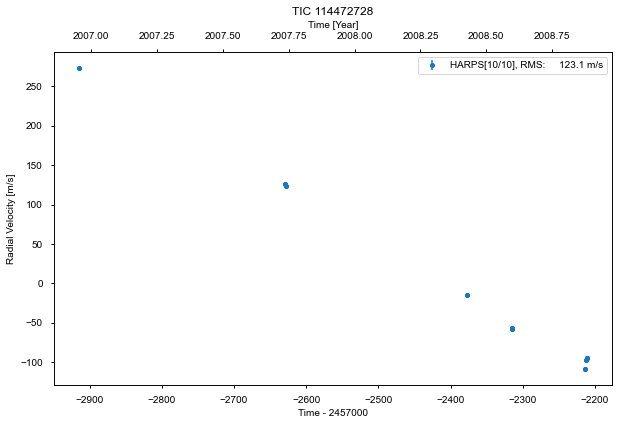 TIC 114472728
Time [Year]
2007.00 2007.25 2007.50 2007.75 2008.00 2008.25 2008.50 2008.75
HARPS[10/10], RMS: 123.1 m/s
Radial Velocity [m/s]
250
200
150
100
50
0
−50
−100
−2900 −2800 −2700 −2600 −2500 −2400 −2300 −2200
Time - 2457000